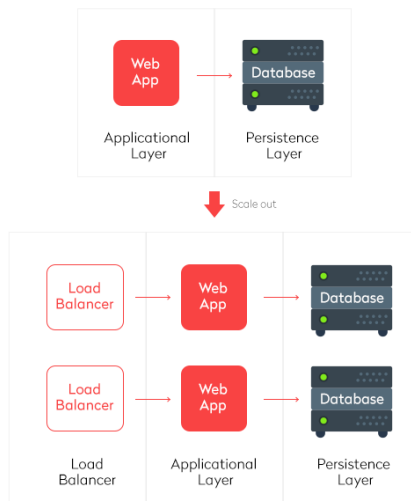 Web
App
Database
Applicational
Layer
Persistence
Layer
Scale out
Load
Balancer
Web
App
Database
Load
Balancer
Web
App
Database
Load
Balancer
Applicational
Layer
Persistence
Layer